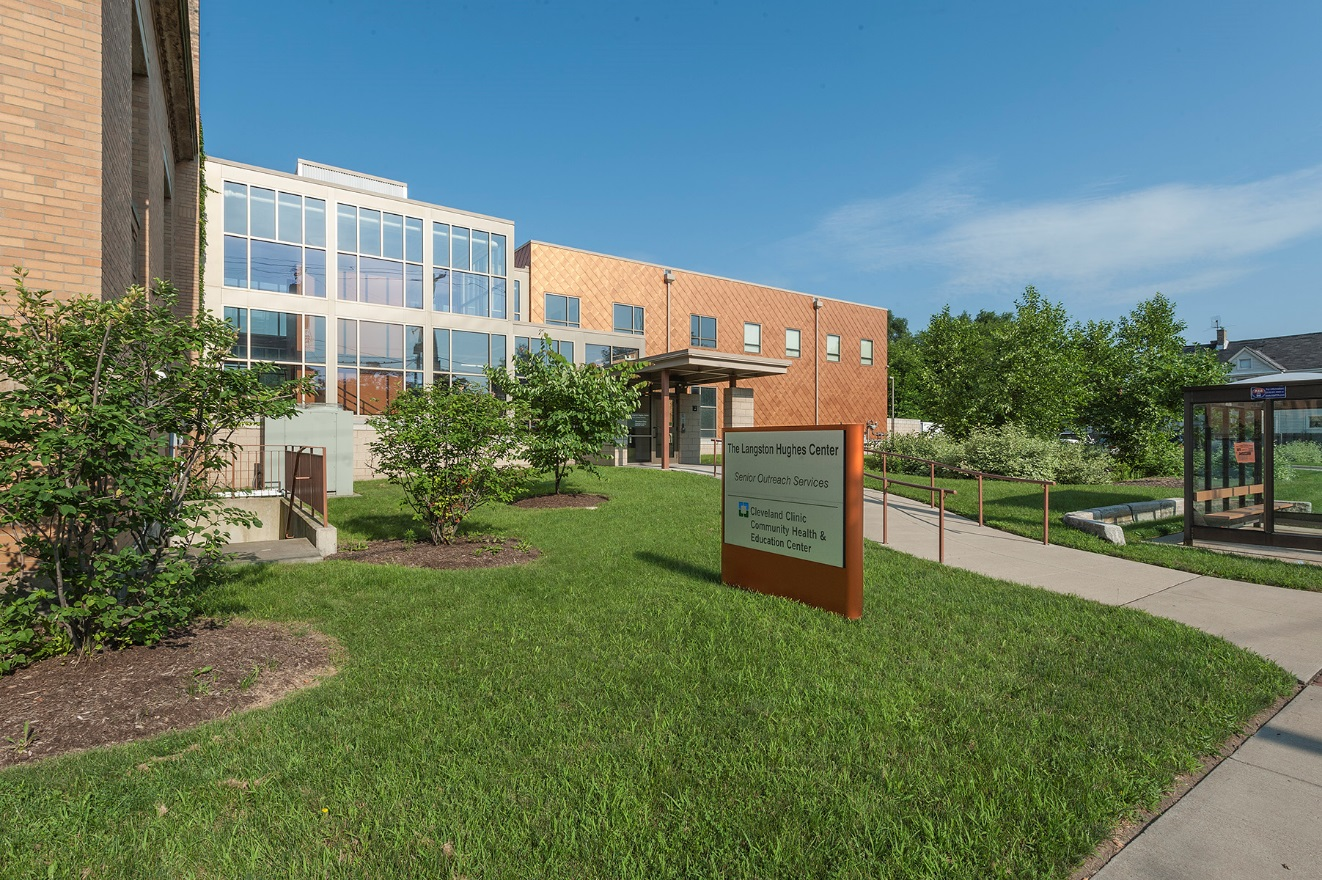 The Langston Hughes Center
Senior Outreach Services
Cleveland Clinic
Community Health &
Education Center